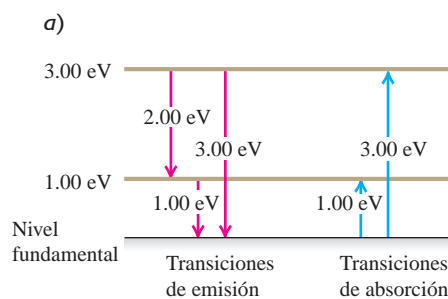 a)
3.00 eV
2.00 eV
3.00 eV
3.00 eV
1.00 eV
1.00 eV
1.00 eV
Nivel
fundamental
Transiciones
de emisión
Transiciones
de absorción